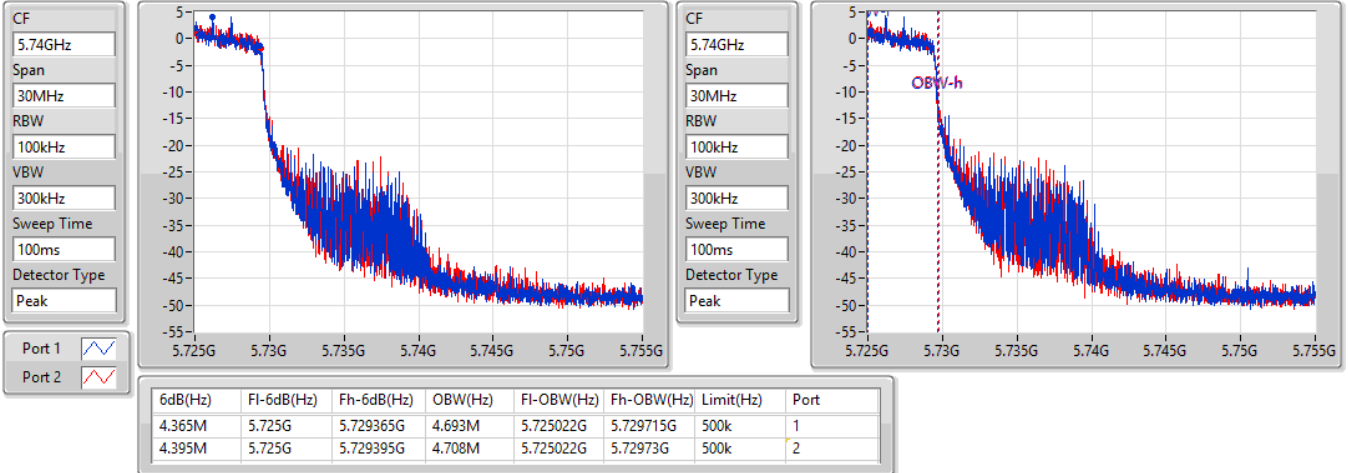 CF
5.74GHz
Span
30MHz
RBW
100kHz
VBW
300kHz
Sweep Time
100ms
Detector Type
Peak
Port 1
Port 2
5
0
-5
-10
-15
-20
-25
-30
-35
-40
-45
-50
-55
5.725G 5.73G 5.735G 5.74G 5.745G 5.75G 5.755G
CF
5.74GHz
Span
30MHz
RBW
100kHz
VBW
300kHz
Sweep Time
100ms
Detector Type
Peak
5
0
-5
-10
-15
-20
-25
-30
-35
-40
-45
-50
-55
OBW-h
5.725G 5.73G 5.735G 5.74G 5.745G 5.75G 5.755G
6dB(Hz) Fl-6dB(Hz) Fh-6dB(Hz) OBW(Hz) Fl-OBW(Hz) Fh-OBW(Hz) Limit(Hz) Port
4.365M 5.725G 5.729365G 4.693M 5.725022G 5.729715G 500k 1
4.395M 5.725G 5.729395G 4.708M 5.725022G 5.72973G 500k 2